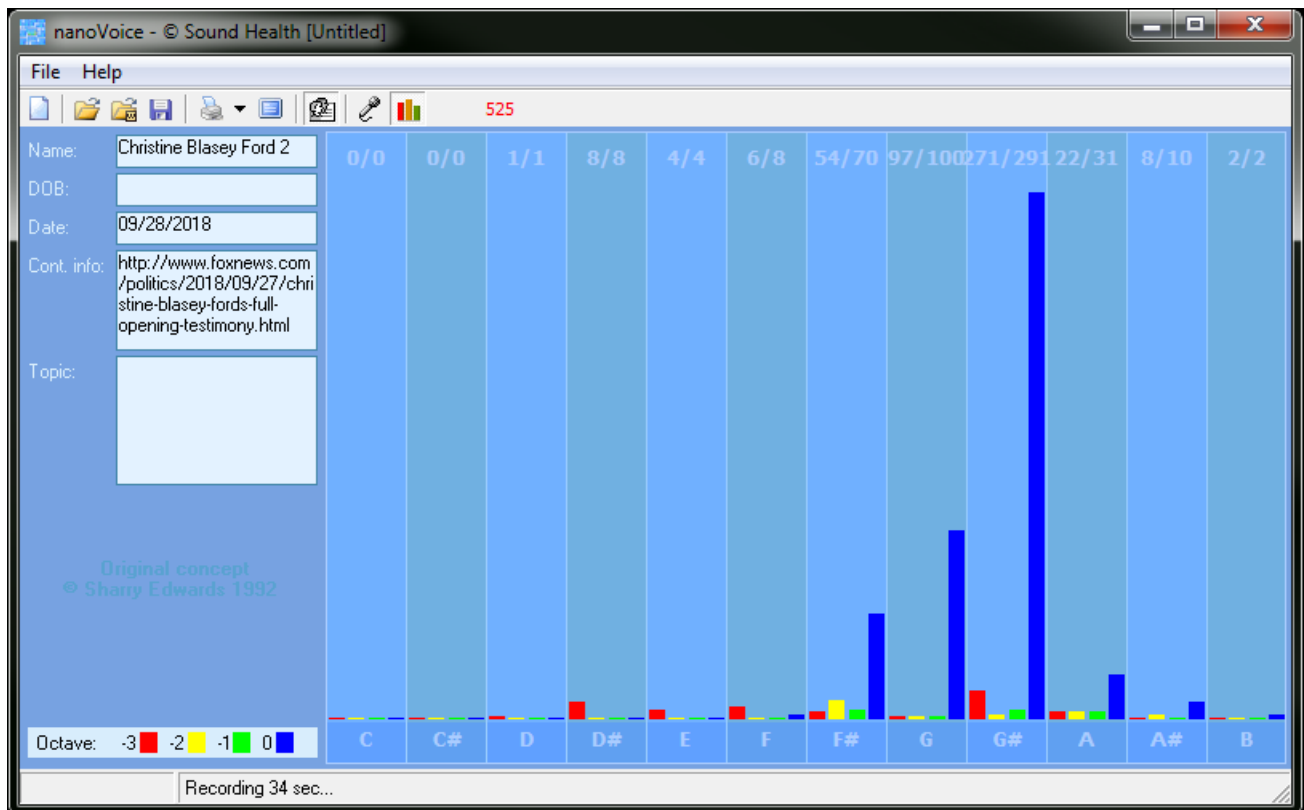 nanoVoice - © Sound Health [Untitled]
File Help
525
Name: Christine Blasey Ford 2
DOB:
Date: 09/28/2018
Cont. info: http://www.foxnews.com
/politics/2018/09/27/chri
stine-blasey-fords-full-
opening-testimony.html
Topic:
Original concept
© Sharry Edwards 1992
Octave: -3 -2 -1 0
0/0 0/0 1/1 8/8 4/4 6/8 54/70 97/100 271/291 22/31 8/10 2/2
C C# D D# E F F# G G# A A# B
Recording 34 sec...